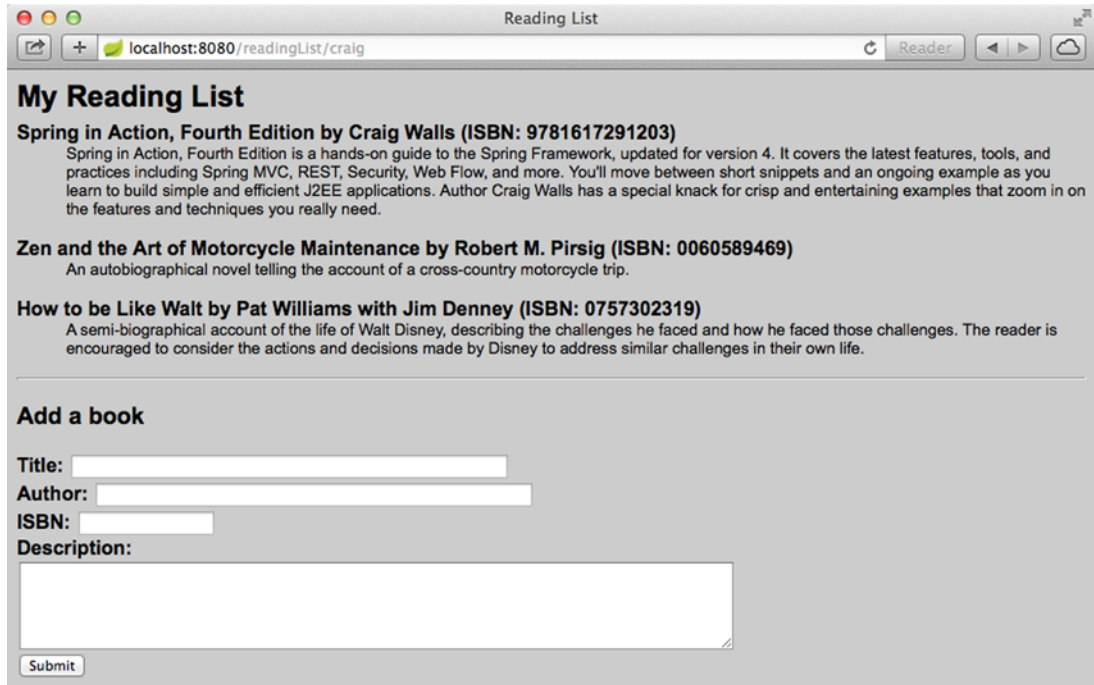 Reading List
localhost:8080/readingList/craig
Reader
My Reading List
Spring in Action, Fourth Edition by Craig Walls (ISBN: 9781617291203)
Spring in Action, Fourth Edition is a hands-on guide to the Spring Framework, updated for version 4. It covers the latest features, tools, and
practices including Spring MVC, REST, Security, Web Flow, and more. You'll move between short snippets and an ongoing example as you
learn to build simple and efficient J2EE applications. Author Craig Walls has a special knack for crisp and entertaining examples that zoom in on
the features and techniques you really need.
Zen and the Art of Motorcycle Maintenance by Robert M. Pirsig (ISBN: 0060589469)
An autobiographical novel telling the account of a cross-country motorcycle trip.
How to be Like Walt by Pat Williams with Jim Denney (ISBN: 0757302319)
A semi-biographical account of the life of Walt Disney, describing the challenges he faced and how he faced those challenges. The reader is
encouraged to consider the actions and decisions made by Disney to address similar challenges in their own life.
Add a book
Title:
Author:
ISBN:
Description:
Submit